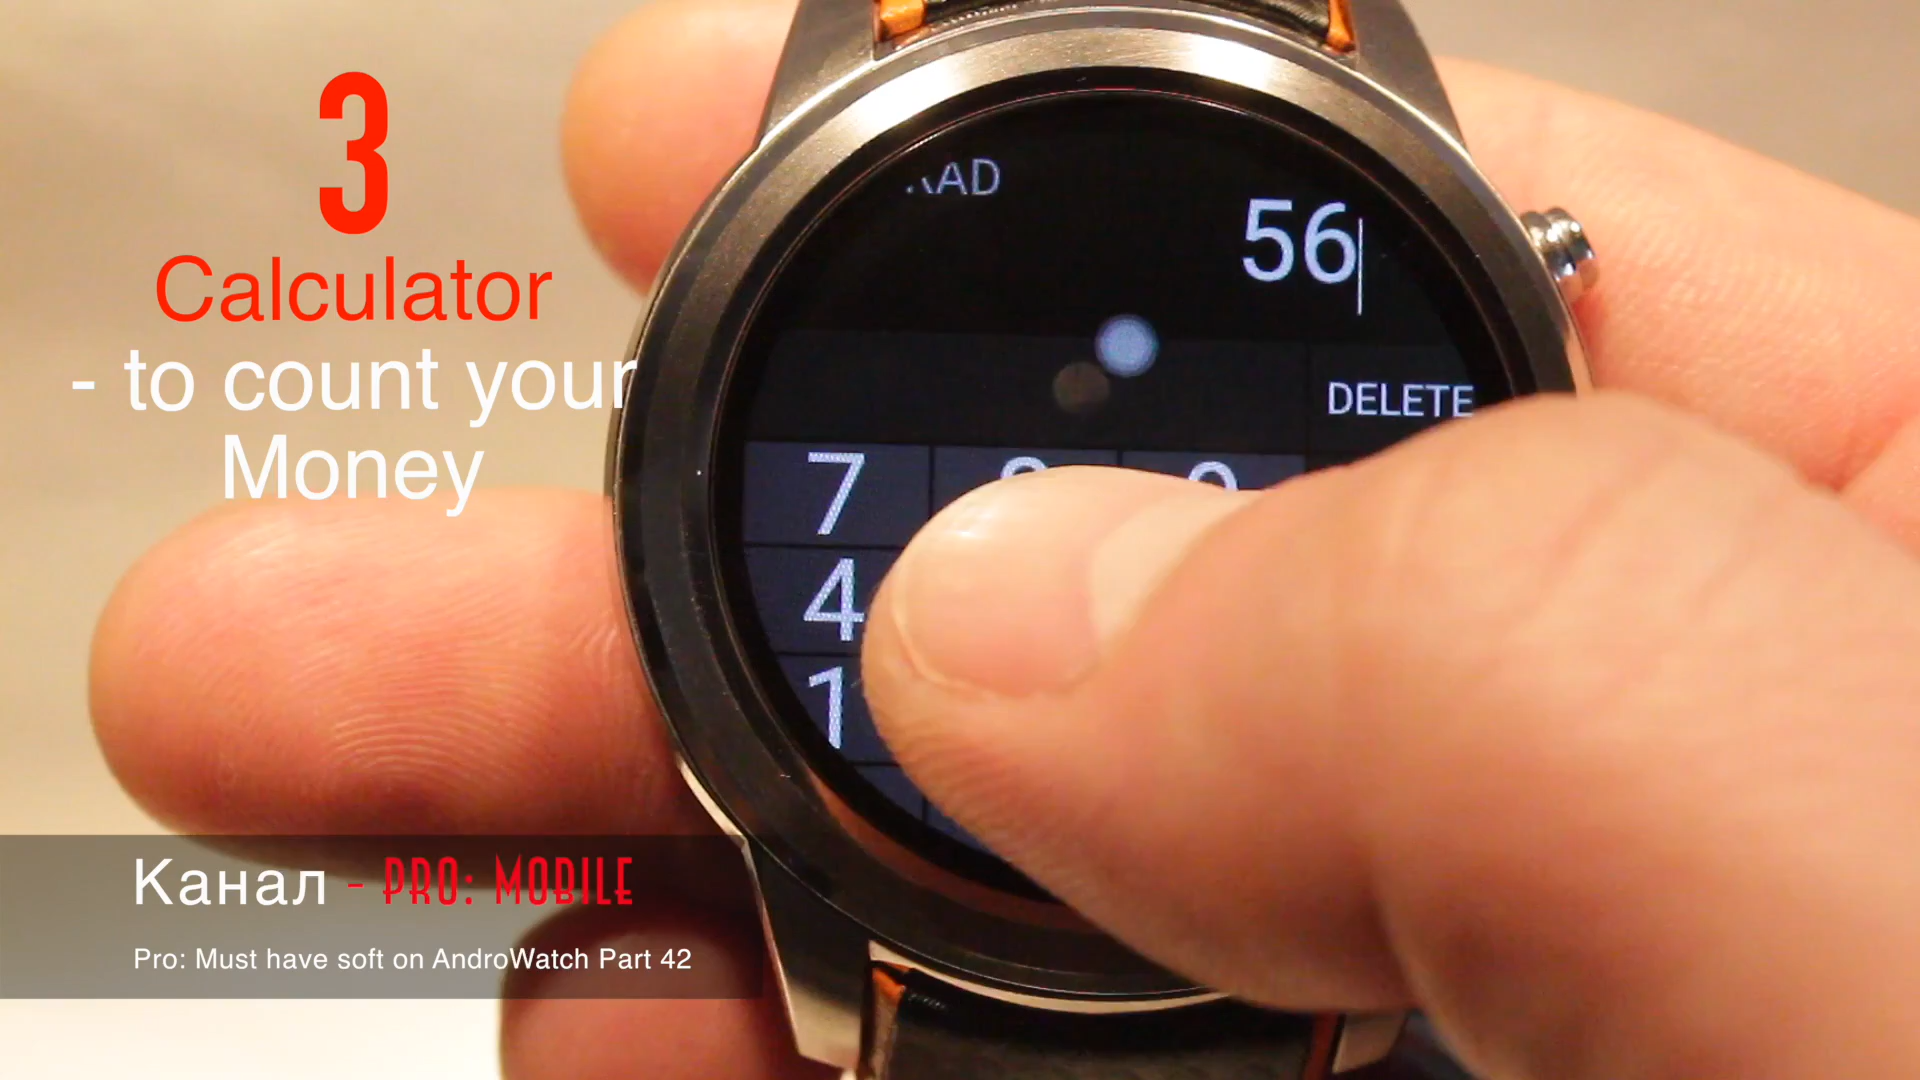 3
Calculator
- to count your
Money
RAD
56
DELETE
7
4
1
Канал - PRO: MOBILE
Pro: Must have soft on AndroWatch Part 42